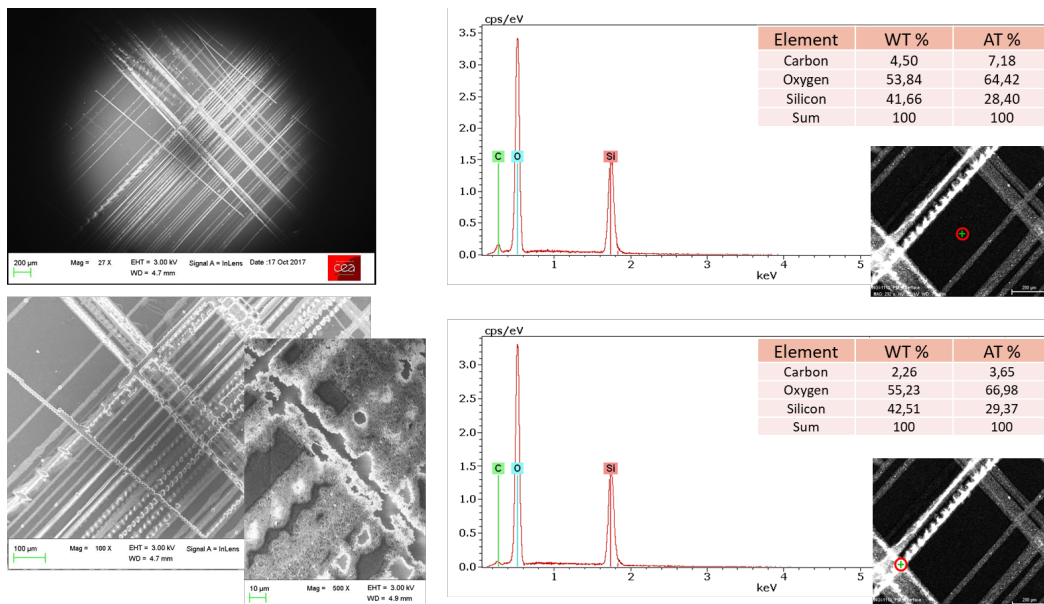 200 µm
Mag = 27 X
EHT = 3.00 kV
WD = 4.7 mm
Signal A = InLens
Date :17 Oct 2017
cea
100 µm
Mag = 100 X
EHT = 3.00 kV
WD = 4.7 mm
Signal A = InLens
10 µm
Mag = 500 X
EHT = 3.00 kV
WD = 4.9 mm
cps/eV
3.5
3.0
2.5
2.0
1.5
1.0
0.5
0.0
C O Si
1 2 3 4 5
keV
Element WT % AT %
Carbon 4,50 7,18
Oxygen 53,84 64,42
Silicon 41,66 28,40
Sum 100 100
200 µm
cps/eV
3.0
2.5
2.0
1.5
1.0
0.5
0.0
C O Si
1 2 3 4 5
keV
Element WT % AT %
Carbon 2,26 3,65
Oxygen 55,23 66,98
Silicon 42,51 29,37
Sum 100 100
200 µm